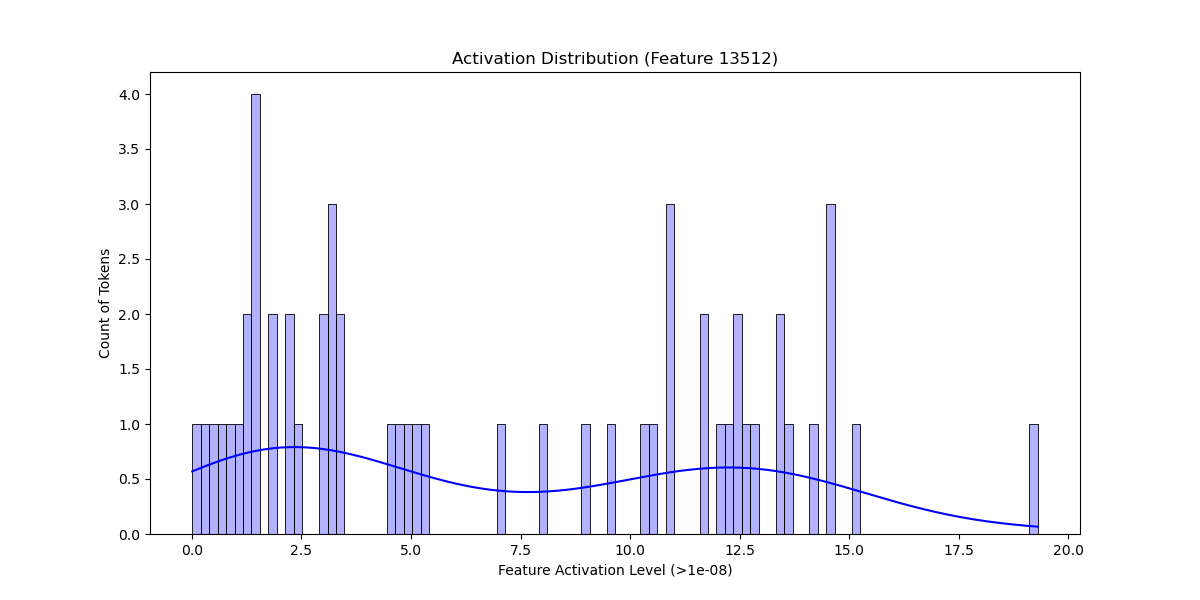 Activation Distribution (Feature 13512)
4.0
3.5
3.0
2.5
2.0
1.5
1.0
0.5
0.0
Count of Tokens
0.0 2.5 5.0 7.5 10.0 12.5 15.0 17.5 20.0
Feature Activation Level (>1e-08)